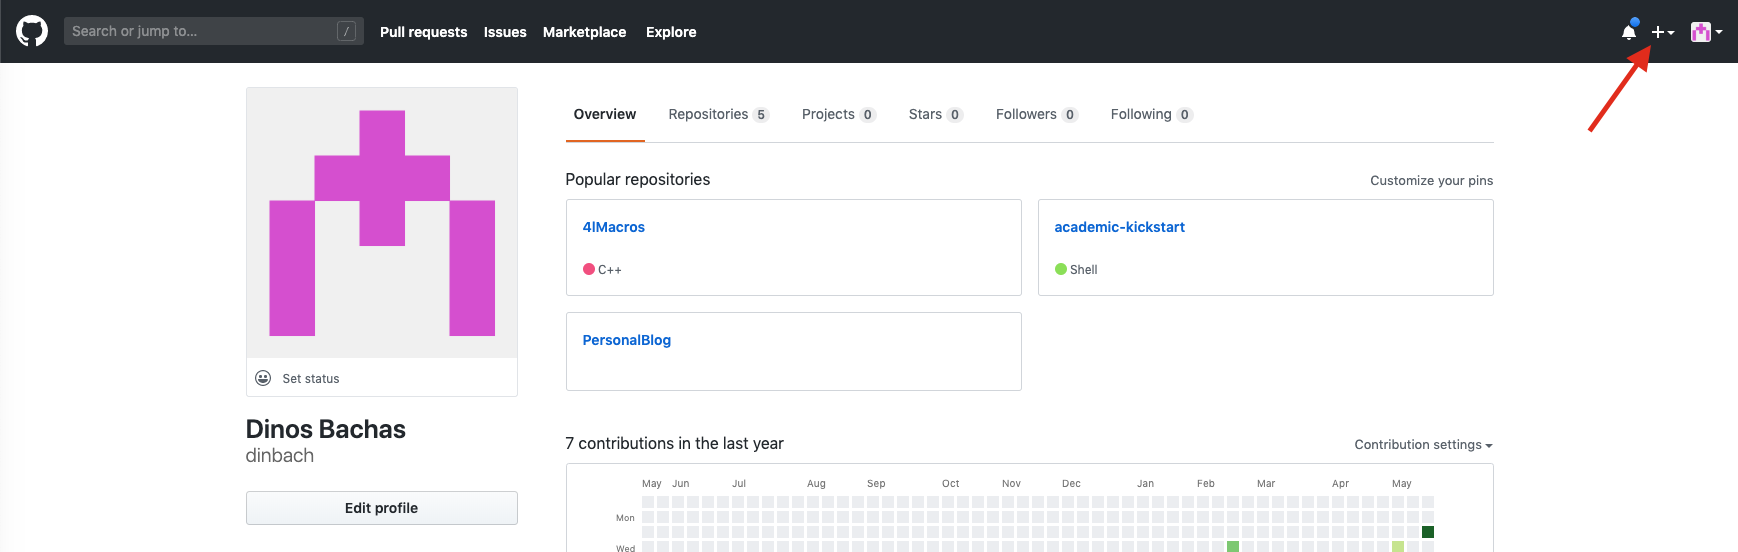 Search or jump to... /
Pull requests Issues Marketplace Explore
Overview Repositories 5 Projects 0 Stars 0 Followers 0 Following 0
Popular repositories Customize your pins
4lMacros
C++
academic-kickstart
Shell
PersonalBlog
Set status
Dinos Bachas
dinbach
Edit profile
7 contributions in the last year Contribution settings
May Jun Jul Aug Sep Oct Nov Dec Jan Feb Mar Apr May
Mon
Wed